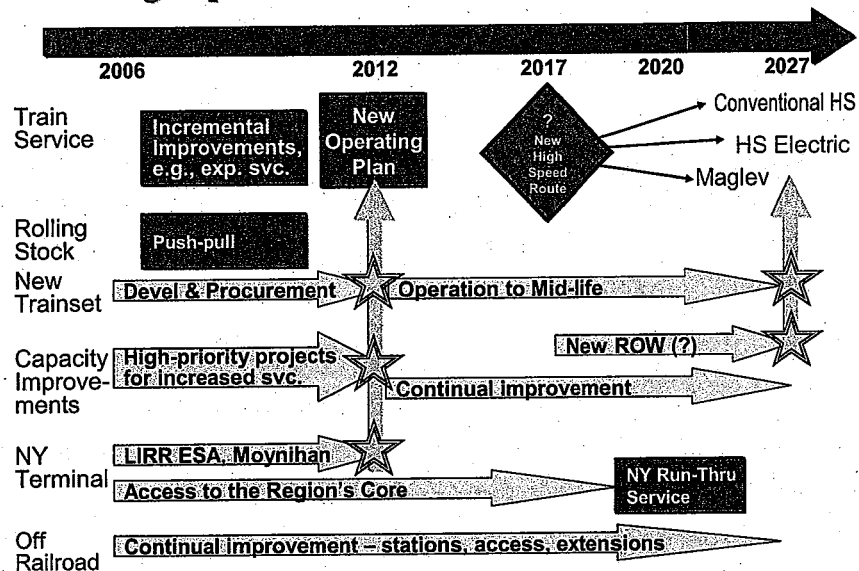 2006 2012 2017 2020 2027
Train
Service
Incremental
Improvements,
e.g., exp. svc.
New
Operating
Plan
?
New
High
Speed
Route
Conventional HS
HS Electric
Maglev
Rolling
Stock
Push-pull
New
Trainset
Devel & Procurement
Operation to Mid-life
New ROW (?)
Capacity
Improve-
ments
High-priority projects
for increased svc.
Continual Improvement
NY
Terminal
LIRR ESA, Moynihan
Access to the Region's Core
NY Run-Thru
Service
Off
Railroad
Continual improvement – stations, access, extensions